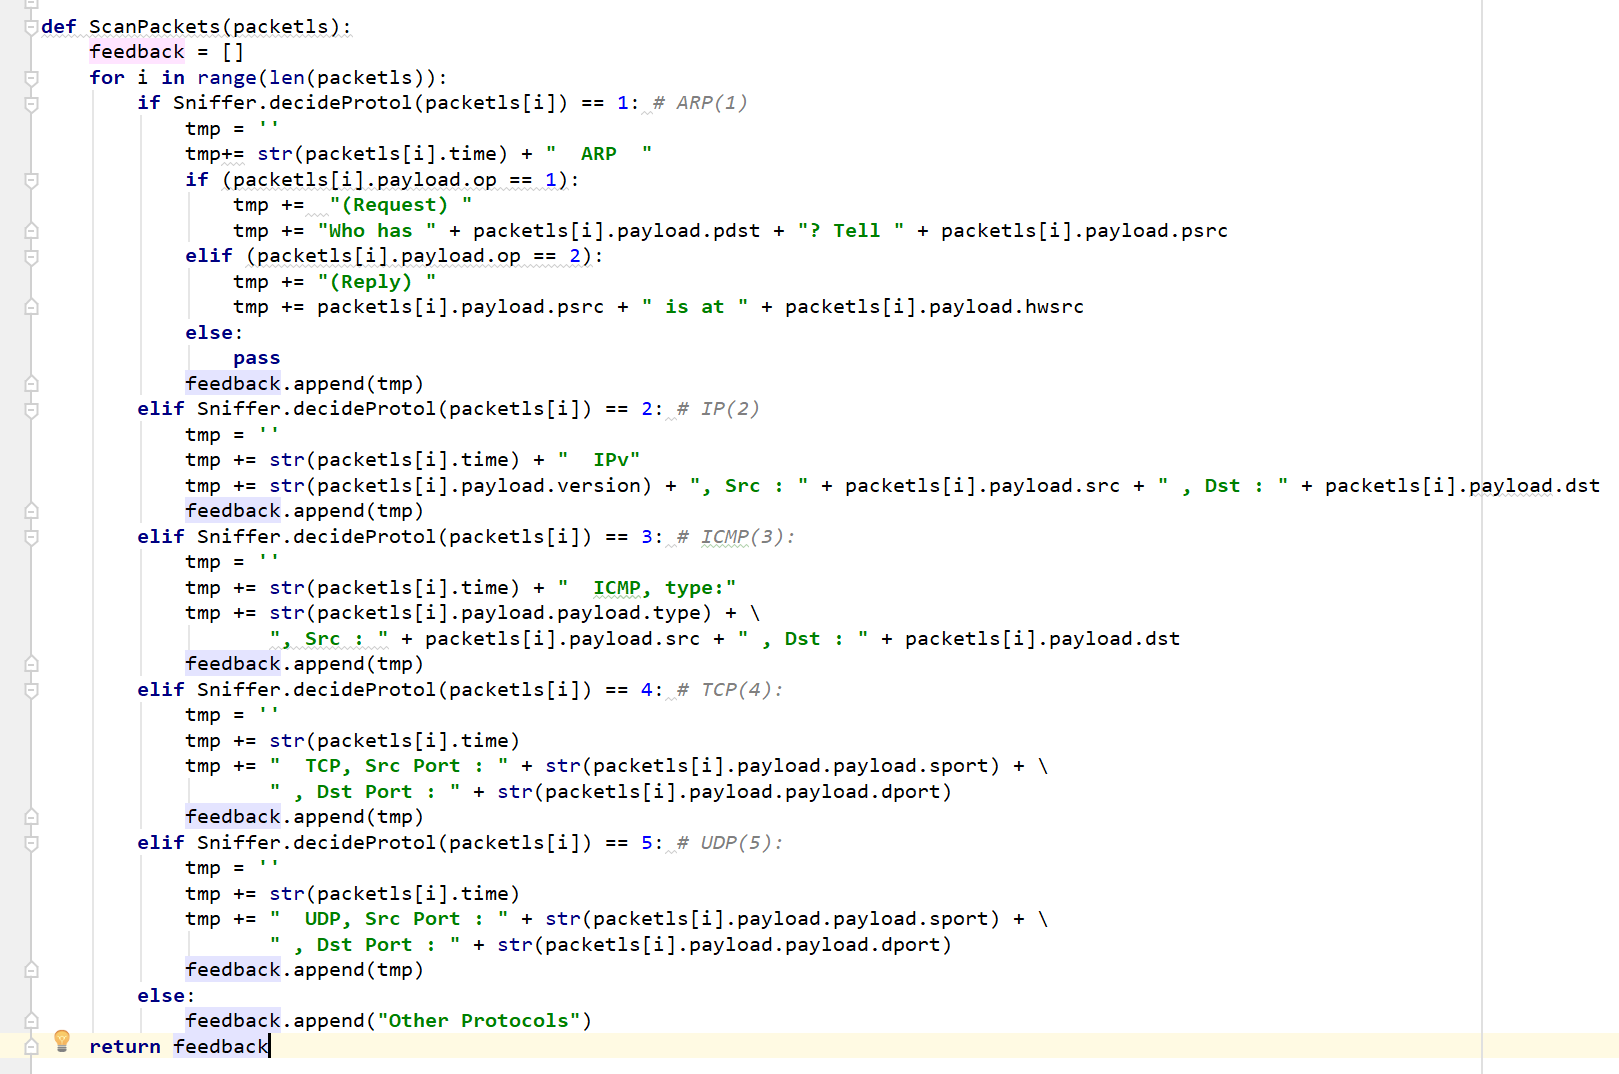 def ScanPackets(packetls):
    feedback = []
    for i in range(len(packetls)):
        if Sniffer.decideProtol(packetls[i]) == 1: # ARP(1)
            tmp = ''
            tmp+= str(packetls[i].time) + "  ARP  "
            if (packetls[i].payload.op == 1):
                tmp +=  "(Request) "
                tmp += "Who has " + packetls[i].payload.pdst + "? Tell " + packetls[i].payload.psrc
            elif (packetls[i].payload.op == 2):
                tmp += "(Reply) "
                tmp += packetls[i].payload.psrc + " is at " + packetls[i].payload.hwsrc
            else:
                pass
            feedback.append(tmp)
        elif Sniffer.decideProtol(packetls[i]) == 2: # IP(2)
            tmp = ''
            tmp += str(packetls[i].time) + "  IPv"
            tmp += str(packetls[i].payload.version) + ", Src : " + packetls[i].payload.src + " , Dst : " + packetls[i].payload.dst
            feedback.append(tmp)
        elif Sniffer.decideProtol(packetls[i]) == 3: # ICMP(3):
            tmp = ''
            tmp += str(packetls[i].time) + "  ICMP, type:"
            tmp += str(packetls[i].payload.payload.type) + \
                   ", Src : " + packetls[i].payload.src + " , Dst : " + packetls[i].payload.dst
            feedback.append(tmp)
        elif Sniffer.decideProtol(packetls[i]) == 4: # TCP(4):
            tmp = ''
            tmp += str(packetls[i].time)
            tmp += "  TCP, Src Port : " + str(packetls[i].payload.payload.sport) + \
                   " , Dst Port : " + str(packetls[i].payload.payload.dport)
            feedback.append(tmp)
        elif Sniffer.decideProtol(packetls[i]) == 5: # UDP(5):
            tmp = ''
            tmp += str(packetls[i].time)
            tmp += "  UDP, Src Port : " + str(packetls[i].payload.payload.sport) + \
                   " , Dst Port : " + str(packetls[i].payload.payload.dport)
            feedback.append(tmp)
        else:
            feedback.append("Other Protocols")
    return feedback